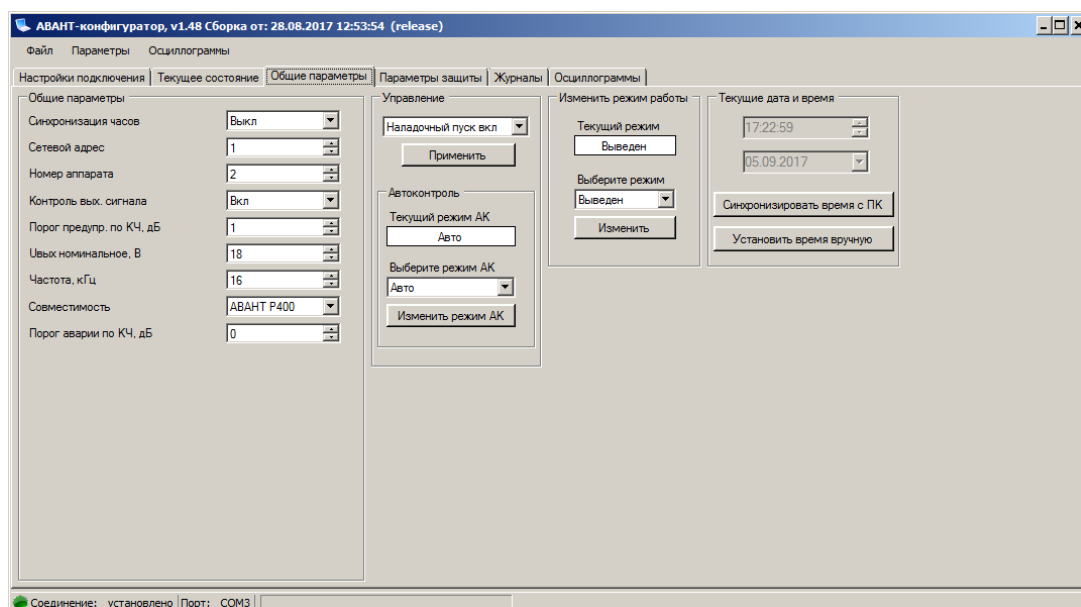 АВАНТ-конфигуратор, v1.48 Сборка от: 28.08.2017 12:53:54 (release)
Файл Параметры Осциллограммы
Настройки подключения Текущее состояние Общие параметры Параметры защиты Журналы Осциллограммы
Общие параметры
Синхронизация часов Выкл
Сетевой адрес 1
Номер аппарата 2
Контроль вых. сигнала Вкл
Порог предупр. по КЧ, дБ 1
Uвых номинальное, В 18
Частота, кГц 16
Совместимость АВАНТ Р400
Порог аварии по КЧ, дБ 0
Управление
Наладочный пуск вкл
Применить
Автоконтроль
Текущий режим АК
Авто
Выберите режим АК
Авто
Изменить режим АК
Изменить режим работы
Текущий режим
Выведен
Выберите режим
Выведен
Изменить
Текущие дата и время
17:22:59
05.09.2017
Синхронизировать время с ПК
Установить время вручную
Соединение: установлено Порт: COM3